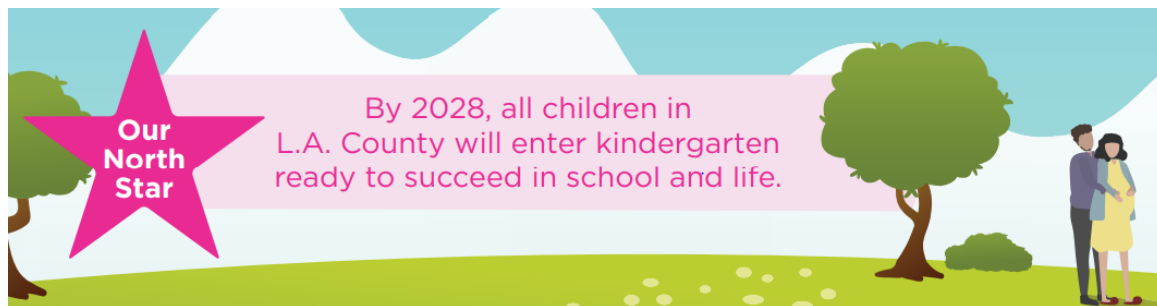 Our
North
Star
By 2028, all children in
L.A. County will enter kindergarten
ready to succeed in school and life.